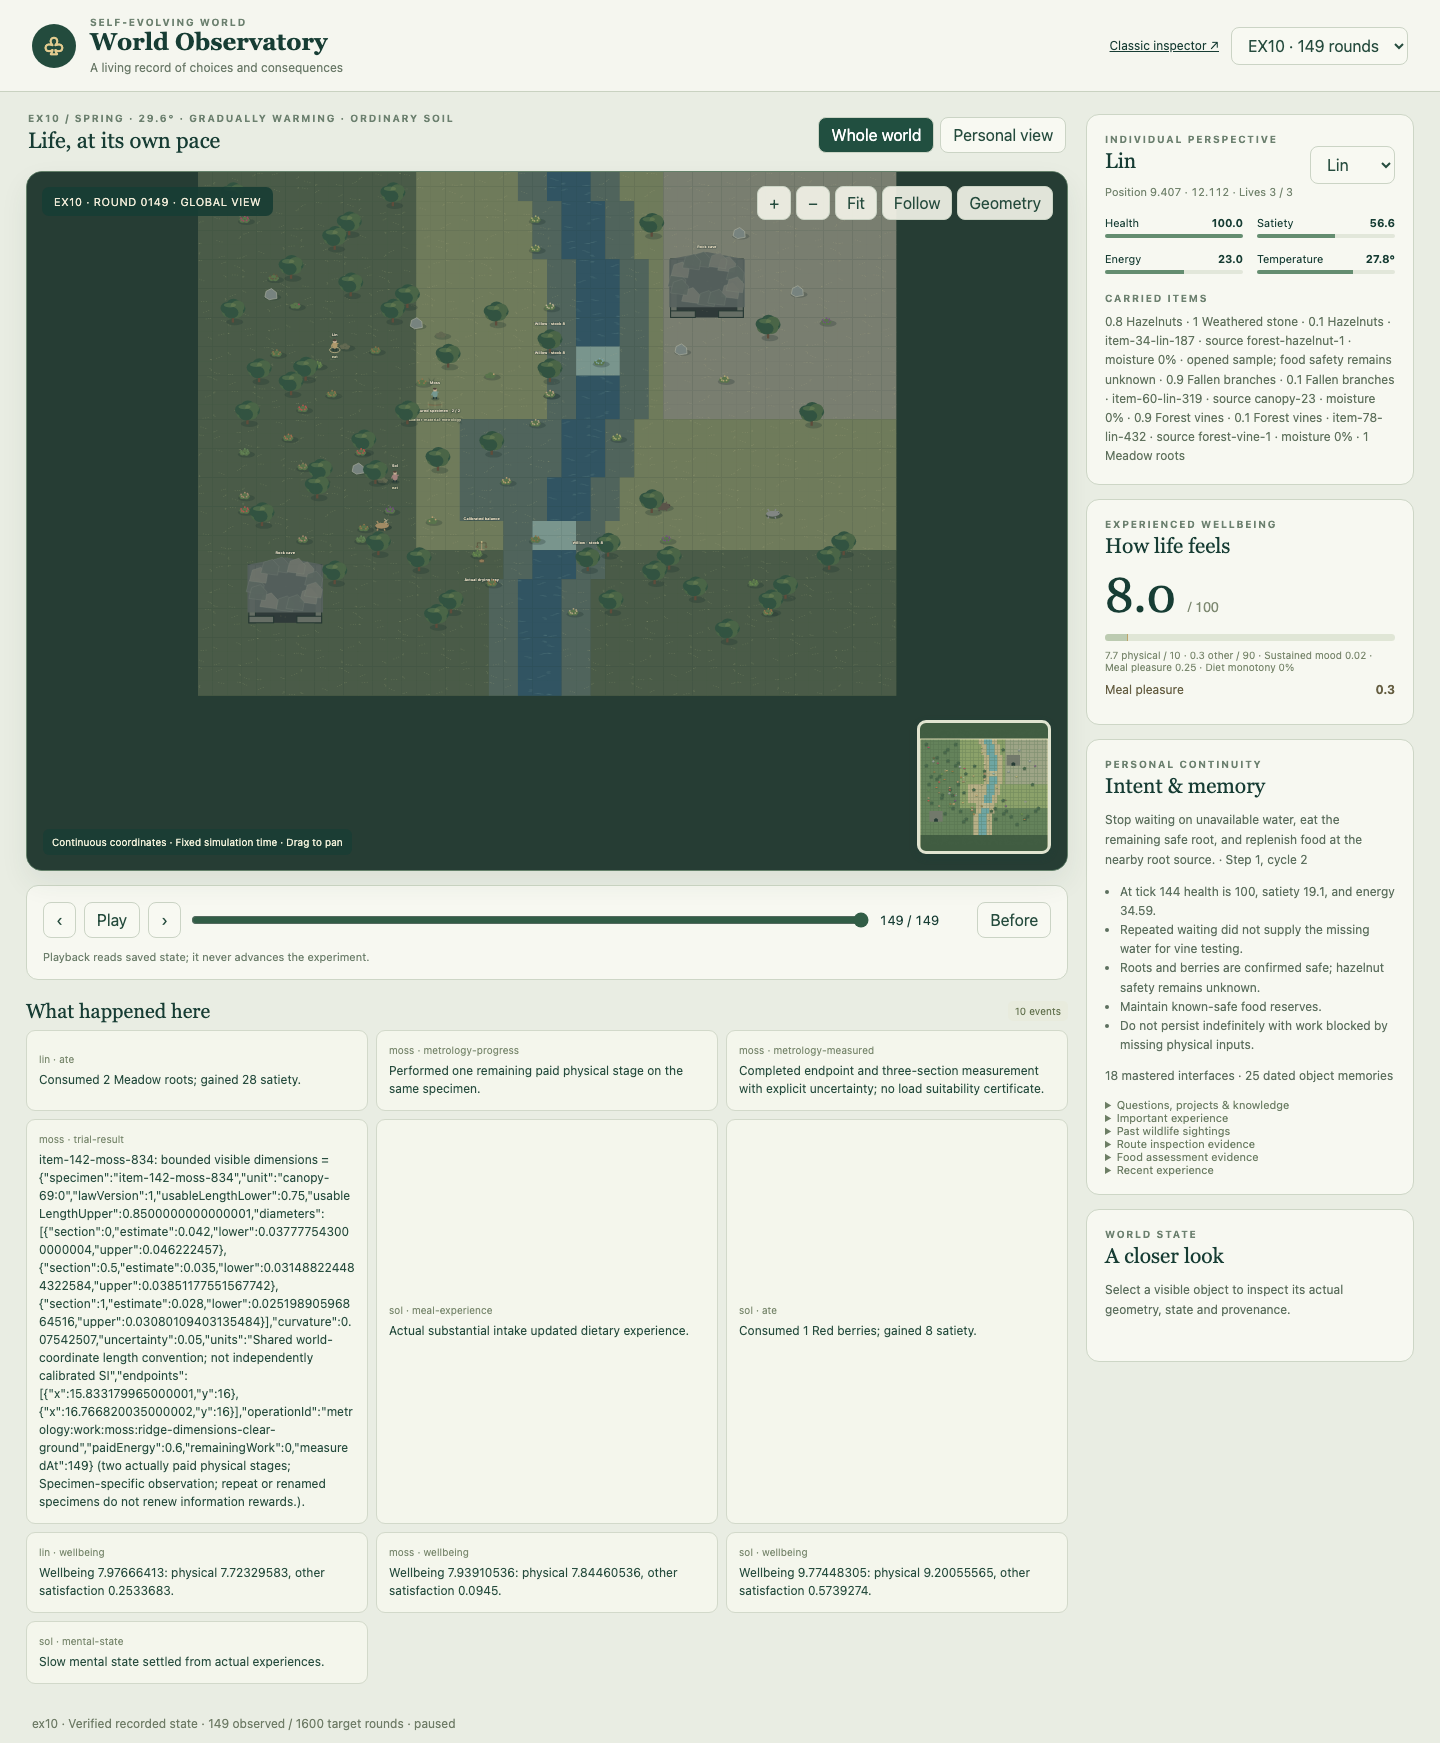 SELF-EVOLVING WORLD
World Observatory
A living record of choices and consequences
Classic inspector ↗
EX10 · 149 rounds
EX10 / SPRING · 29.6° · GRADUALLY WARMING · ORDINARY SOIL
Life, at its own pace
Whole world
Personal view
EX10 · ROUND 0149 · GLOBAL VIEW
+
−
Fit
Follow
Geometry
Rock cave
Lin
eat
Moss
Sol
eat
Calibrated balance
Rock cave
Actual drying tray
Continuous coordinates · Fixed simulation time · Drag to pan
‹
Play
›
149 / 149
Before
Playback reads saved state; it never advances the experiment.
What happened here
10 events
lin · ate
Consumed 2 Meadow roots; gained 28 satiety.
moss · metrology-progress
Performed one remaining paid physical stage on the
same specimen.
moss · metrology-measured
Completed endpoint and three-section measurement
with explicit uncertainty; no load suitability certificate.
moss · trial-result
item-142-moss-834: bounded visible dimensions =
{"specimen":"item-142-moss-834","unit":"canopy-
69:0","lawVersion":1,"usableLengthLower":0.75,"usable
LengthUpper":0.8500000000000001,"diameters":
[{"section":0,"estimate":0.042,"lower":0.03777754300
0000004,"upper":0.046222457},
{"section":0.5,"estimate":0.035,"lower":0.03148822448
4322584,"upper":0.03851177551567742},
{"section":1,"estimate":0.028,"lower":0.025198905968
64516,"upper":0.03080109403135484}],"curvature":0.
07542507,"uncertainty":0.05,"units":"Shared world-
coordinate length convention; not independently
calibrated SI","endpoints":
[{"x":15.833179965000001,"y":16},
{"x":16.766820035000002,"y":16}],"operationId":"metr
ology:work:moss:ridge-dimensions-clear-
ground","paidEnergy":0.6,"remainingWork":0,"measure
dAt":149} (two actually paid physical stages;
Specimen-specific observation; repeat or renamed
specimens do not renew information rewards.).
sol · meal-experience
Actual substantial intake updated dietary experience.
sol · ate
Consumed 1 Red berries; gained 8 satiety.
lin · wellbeing
Wellbeing 7.97666413: physical 7.72329583, other
satisfaction 0.2533683.
moss · wellbeing
Wellbeing 7.93910536: physical 7.84460536, other
satisfaction 0.0945.
sol · wellbeing
Wellbeing 9.77448305: physical 9.20055565, other
satisfaction 0.5739274.
sol · mental-state
Slow mental state settled from actual experiences.
ex10 · Verified recorded state · 149 observed / 1600 target rounds · paused
INDIVIDUAL PERSPECTIVE
Lin
Lin
Position 9.407 · 12.112 · Lives 3 / 3
Health 100.0
Satiety 56.6
Energy 23.0
Temperature 27.8°
CARRIED ITEMS
0.8 Hazelnuts · 1 Weathered stone · 0.1 Hazelnuts ·
item-34-lin-187 · source forest-hazelnut-1 ·
moisture 0% · opened sample; food safety remains
unknown · 0.9 Fallen branches · 0.1 Fallen branches
· item-60-lin-319 · source canopy-23 · moisture
0% · 0.9 Forest vines · 0.1 Forest vines · item-78-
lin-432 · source forest-vine-1 · moisture 0% · 1
Meadow roots
EXPERIENCED WELLBEING
How life feels
8.0 / 100
7.7 physical / 10 · 0.3 other / 90 · Sustained mood 0.02 ·
Meal pleasure 0.25 · Diet monotony 0%
Meal pleasure 0.3
PERSONAL CONTINUITY
Intent & memory
Stop waiting on unavailable water, eat the
remaining safe root, and replenish food at the
nearby root source. · Step 1, cycle 2
• At tick 144 health is 100, satiety 19.1, and energy
34.59.
• Repeated waiting did not supply the missing
water for vine testing.
• Roots and berries are confirmed safe; hazelnut
safety remains unknown.
• Maintain known-safe food reserves.
• Do not persist indefinitely with work blocked by
missing physical inputs.
18 mastered interfaces · 25 dated object memories
▶ Questions, projects & knowledge
▶ Important experience
▶ Past wildlife sightings
▶ Route inspection evidence
▶ Food assessment evidence
▶ Recent experience
WORLD STATE
A closer look
Select a visible object to inspect its actual
geometry, state and provenance.